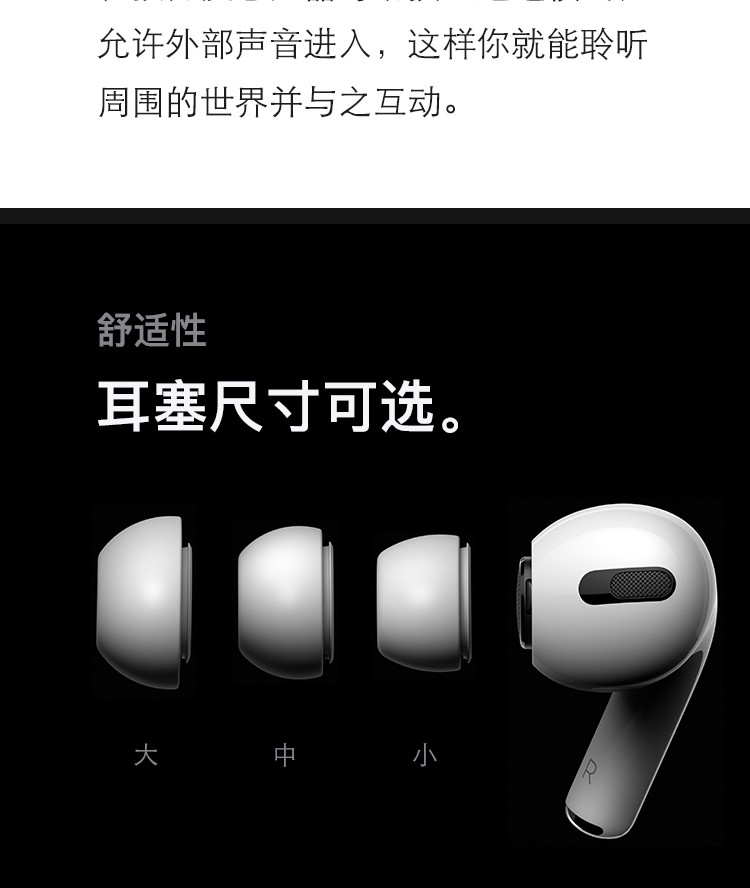 允许外部声音进入，这样你就能聆听
周围的世界并与之互动。
舒适性
耳塞尺寸可选。
大 中 小
R